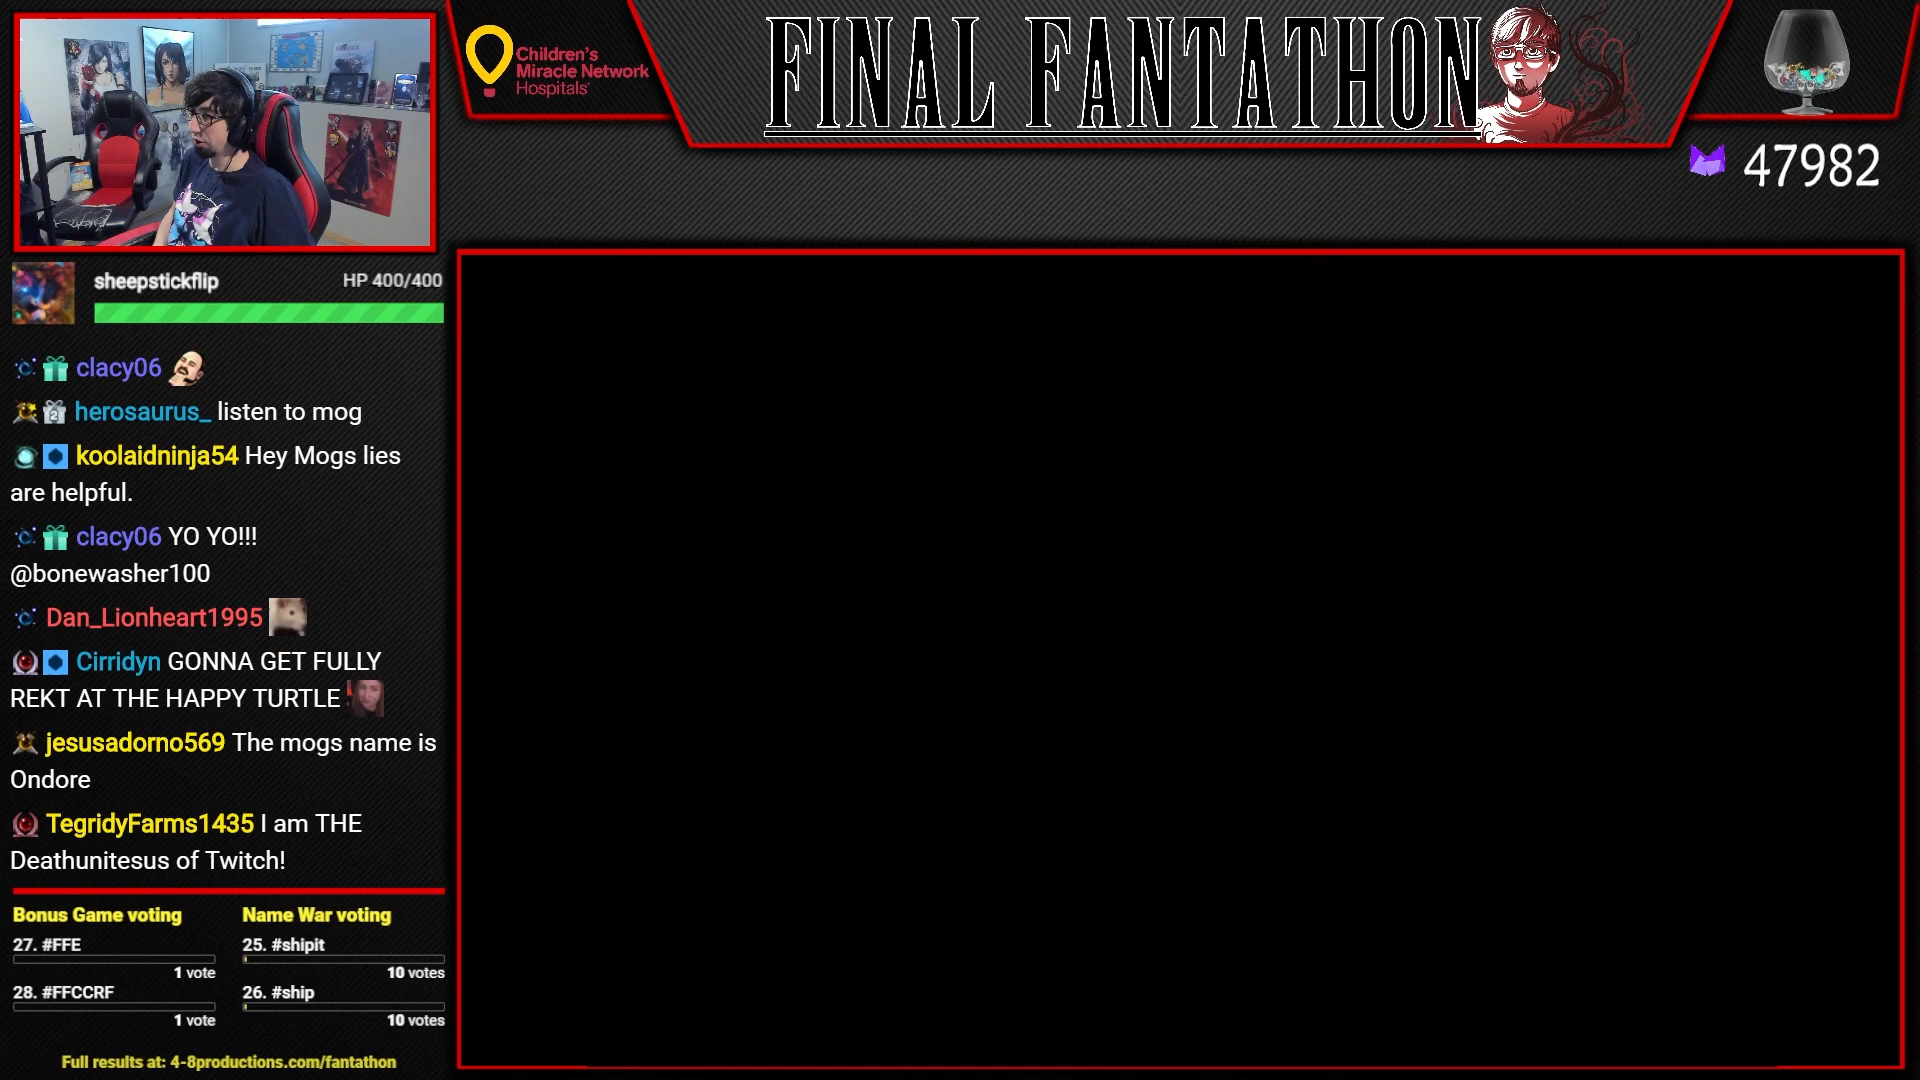 Children's
Miracle Network
Hospitals
FINAL FANTATHON
47982
sheepstickflip
HP 400/400
clacy06
herosaurus_ listen to mog
koolaidninja54 Hey Mogs lies
are helpful.
clacy06 YO YO!!!
@bonewasher100
Dan_Lionheart1995
Cirridyn GONNA GET FULLY
REKT AT THE HAPPY TURTLE
jesusadorno569 The mogs name is
Ondore
TegridyFarms1435 I am THE
Deathunitesus of Twitch!
Bonus Game voting
27. #FFE
1 vote
28. #FFCCRF
1 vote
Name War voting
25. #shipit
10 votes
26. #ship
10 votes
Full results at: 4-8productions.com/fantathon